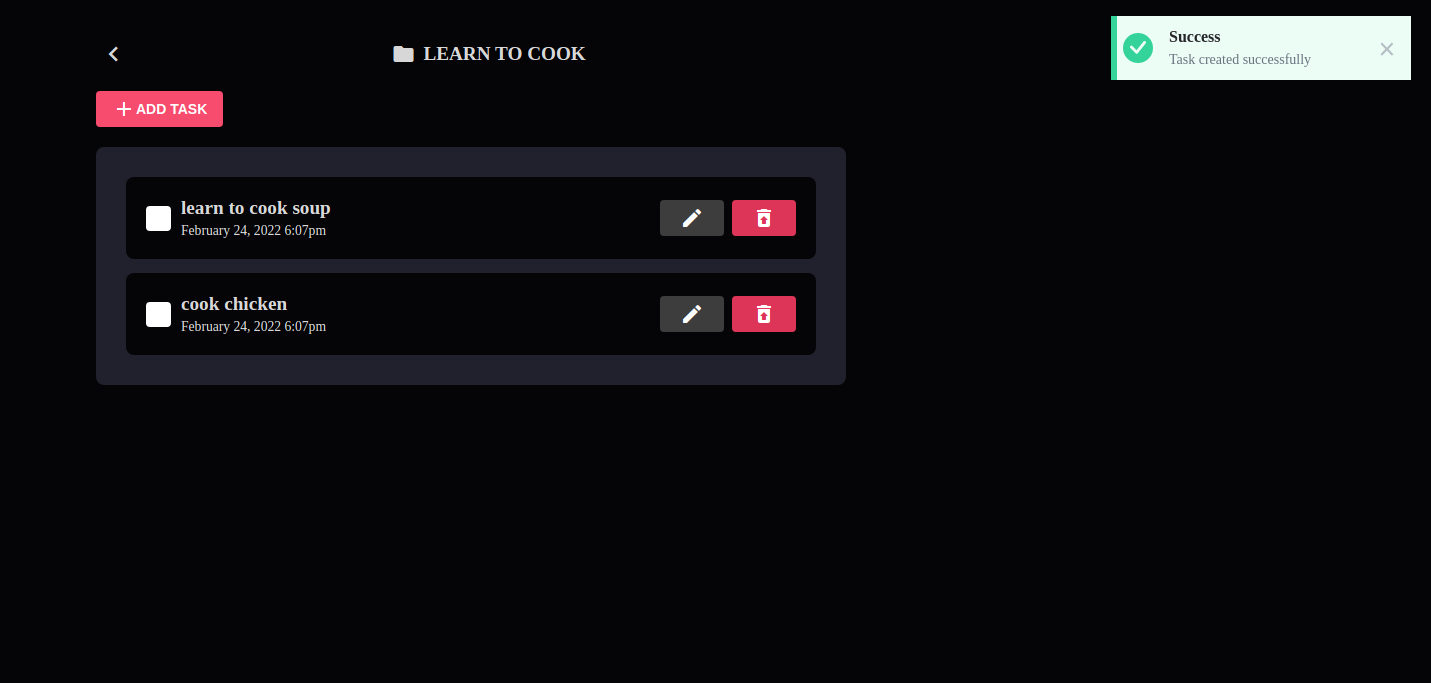 LEARN TO COOK
Success
Task created successfully
ADD TASK
learn to cook soup
February 24, 2022 6:07pm
cook chicken
February 24, 2022 6:07pm